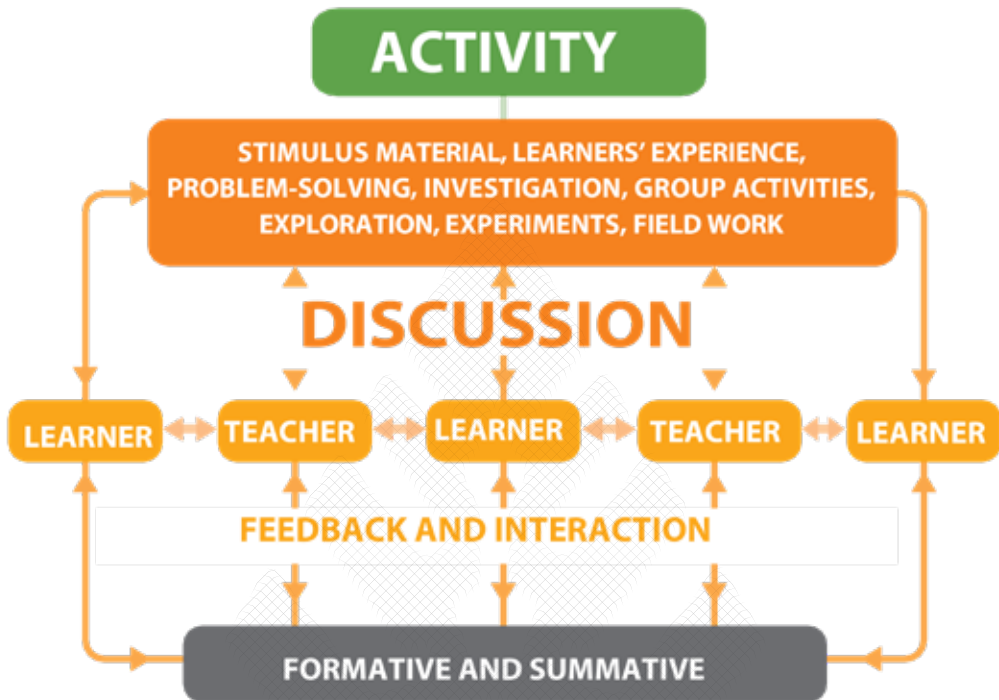 ACTIVITY
STIMULUS MATERIAL, LEARNERS’ EXPERIENCE,
PROBLEM-SOLVING, INVESTIGATION, GROUP ACTIVITIES,
EXPLORATION, EXPERIMENTS, FIELD WORK
DISCUSSION
LEARNER TEACHER LEARNER TEACHER LEARNER
FEEDBACK AND INTERACTION
FORMATIVE AND SUMMATIVE